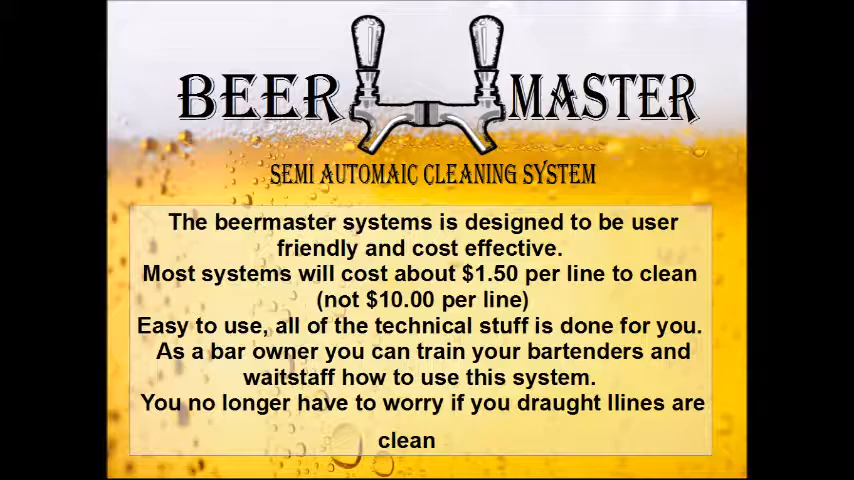 BEER MASTER
SEMI AUTOMAIC CLEANING SYSTEM
The beermaster systems is designed to be user
friendly and cost effective.
Most systems will cost about $1.50 per line to clean
(not $10.00 per line)
Easy to use, all of the technical stuff is done for you.
As a bar owner you can train your bartenders and
waitstaff how to use this system.
You no longer have to worry if you draught llines are
clean